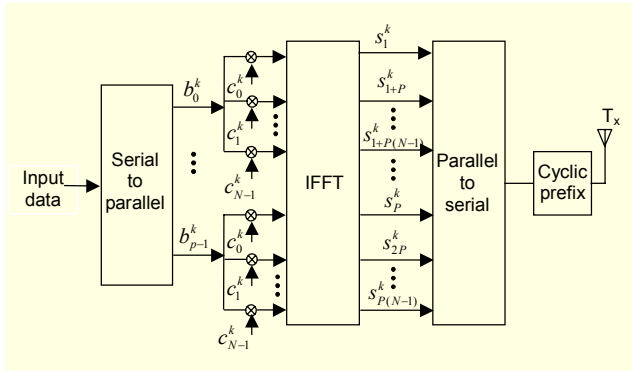 Input
data
Serial
to
parallel
b_0^k
b_{p-1}^k
c_0^k
c_1^k
c_{N-1}^k
c_0^k
c_1^k
c_{N-1}^k
IFFT
s_1^k
s_{1+P}^k
s_{1+P(N-1)}^k
s_P^k
s_{2P}^k
s_{P(N-1)}^k
Parallel
to
serial
Cyclic
prefix
T_x